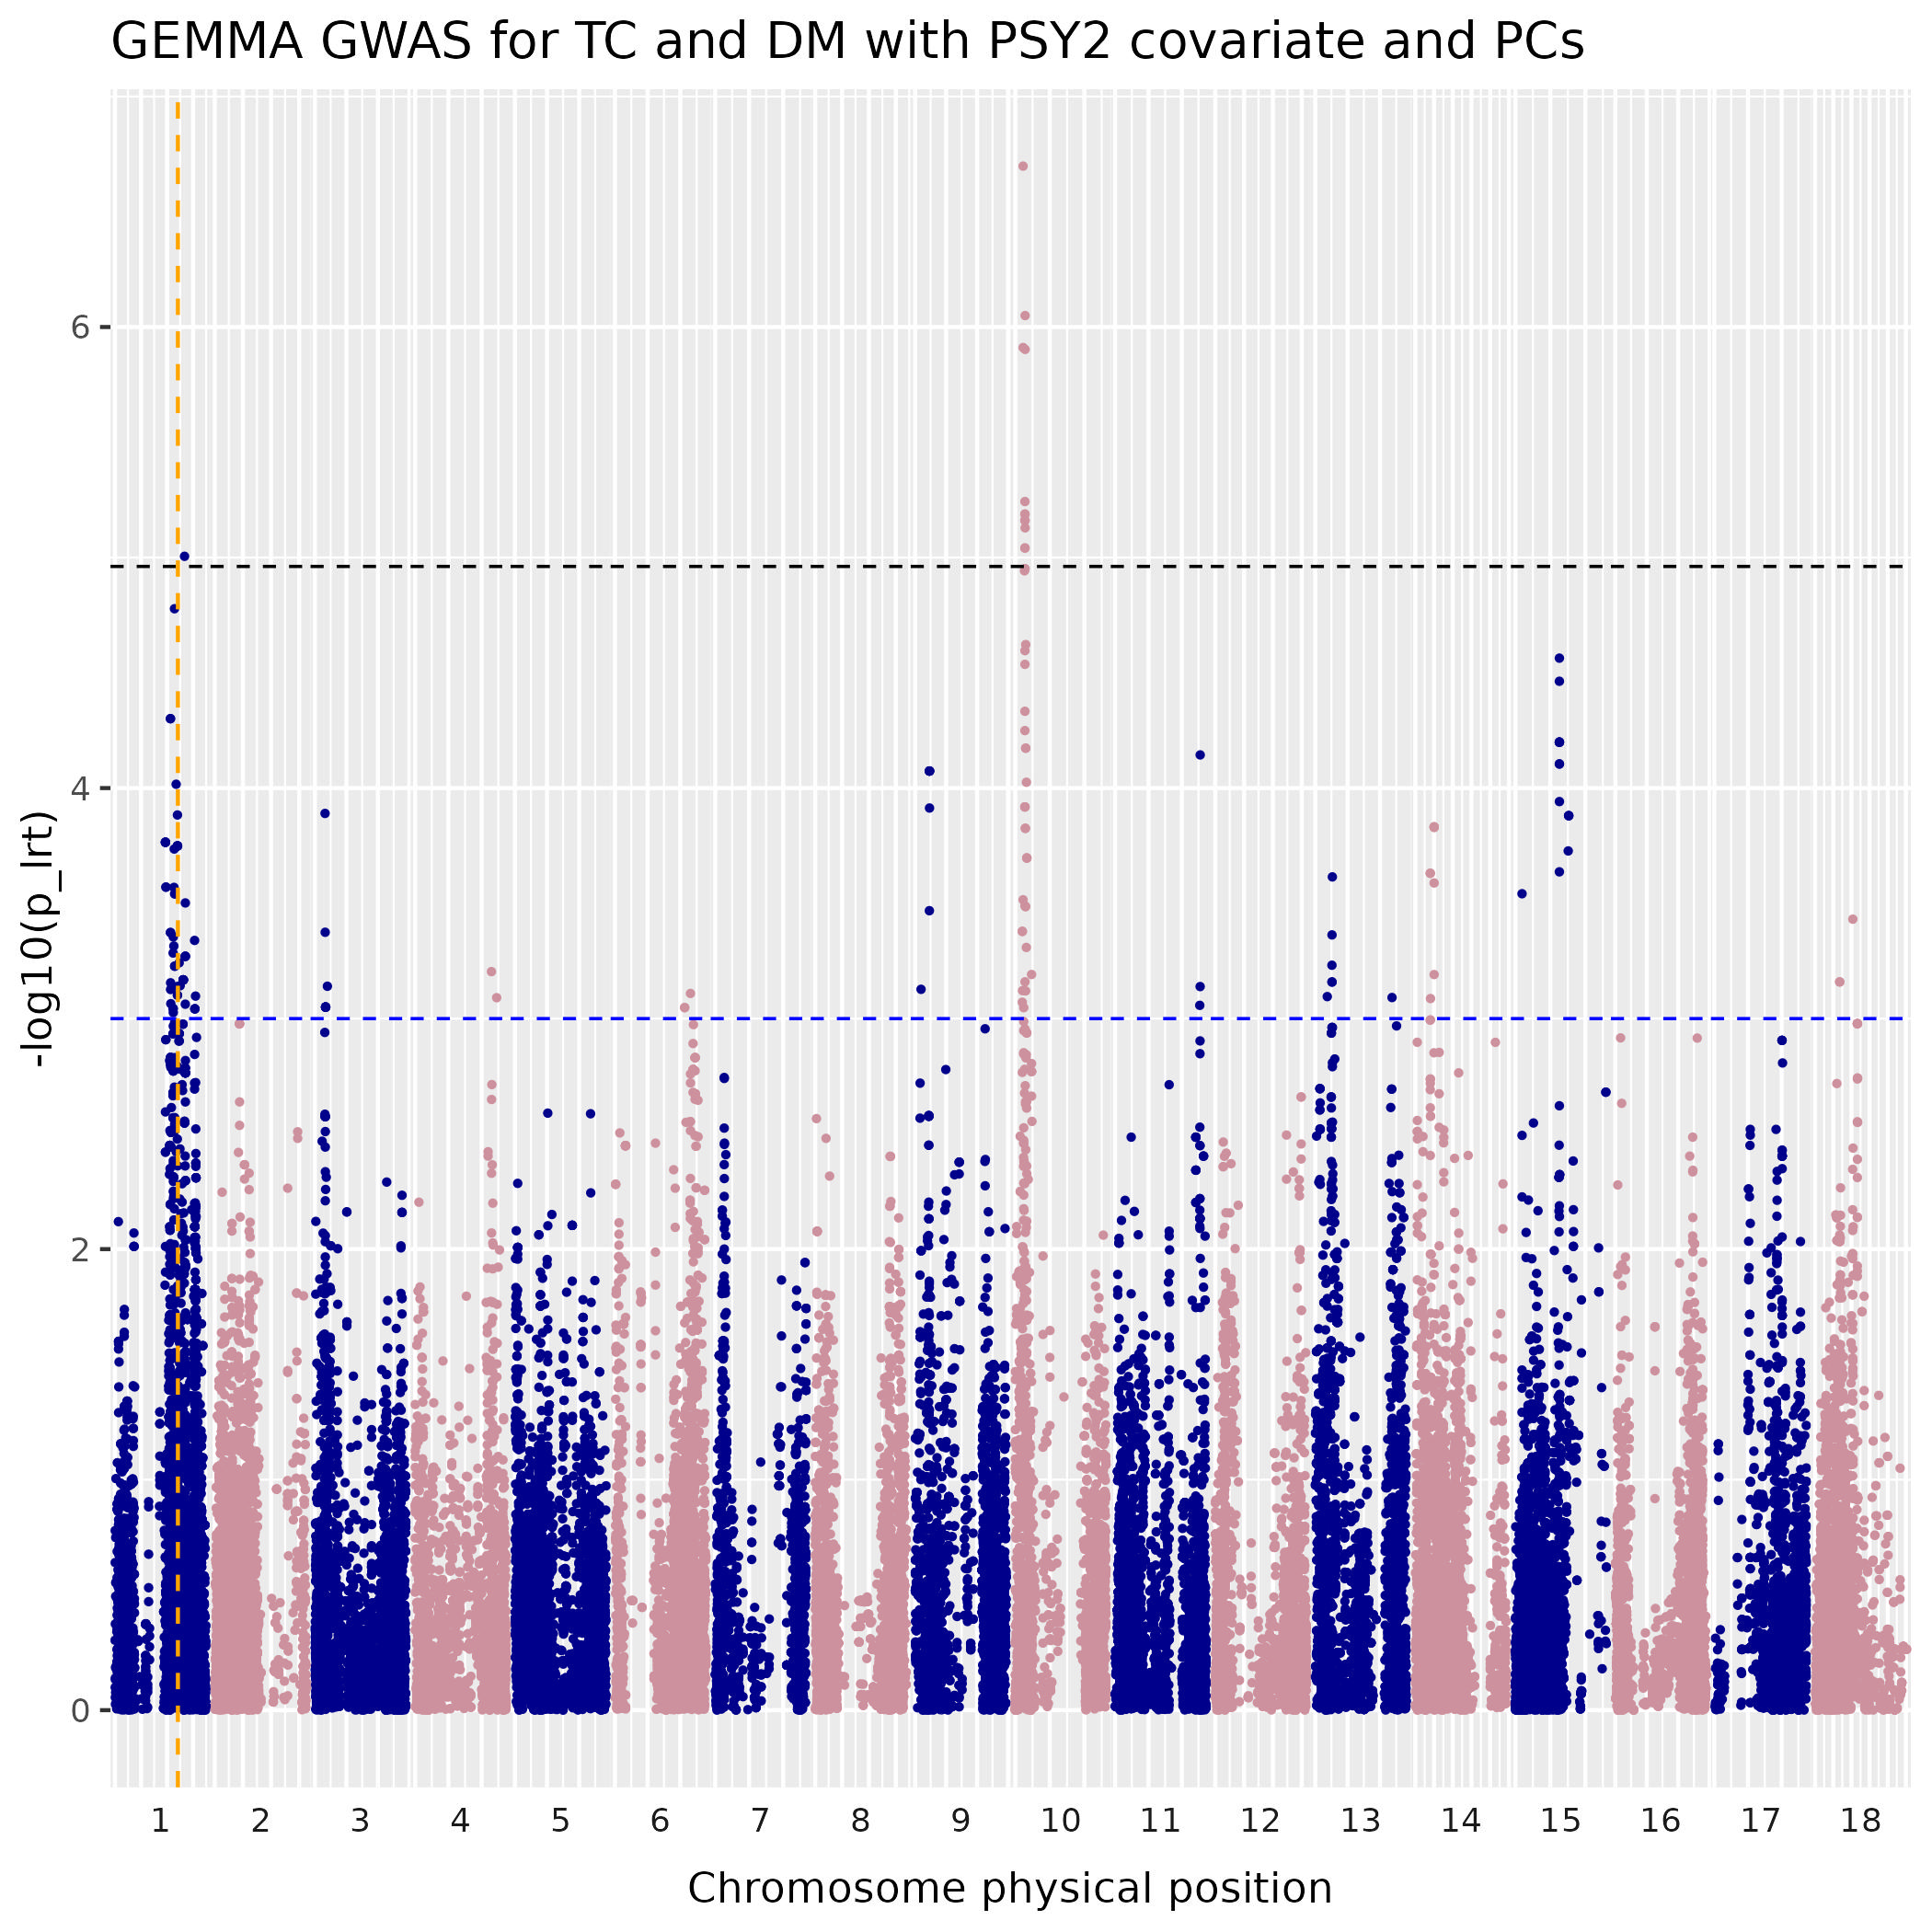 GEMMA GWAS for TC and DM with PSY2 covariate and PCs
-log10(p_lrt)
6
4
2
0
1 2 3 4 5 6 7 8 9 10 11 12 13 14 15 16 17 18
Chromosome physical position